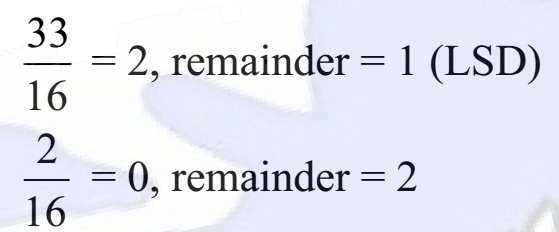 33/16 = 2, remainder = 1 (LSD)
2/16 = 0, remainder = 2